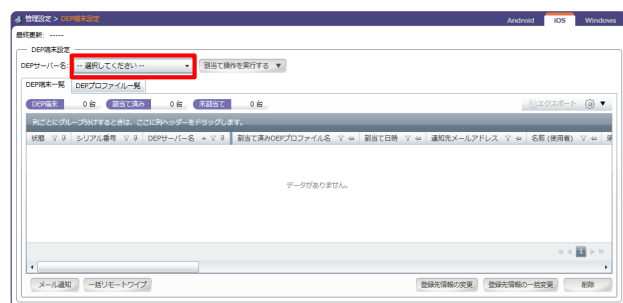 管理設定 > DEP端末設定
Android iOS Windows
最終更新: -----
DEP端末設定
DEPサーバー名: -- 選択してください -- 割当て操作を実行する ▼
DEP端末一覧 DEPプロファイル一覧
DEP端末 0 台 割当て済み 0 台 未割当て 0 台 エクスポート ▼
列ごとにグループ分けするときは、ここに列ヘッダーをドラッグします。
状態 シリアル番号 DEPサーバー名 割当て済みDEPプロファイル名 割当て日時 通知先メールアドレス 名前 (使用者)
データがありません。
1
メール通知 一括リモートワイプ 登録先情報の変更 登録先情報の一括変更 削除